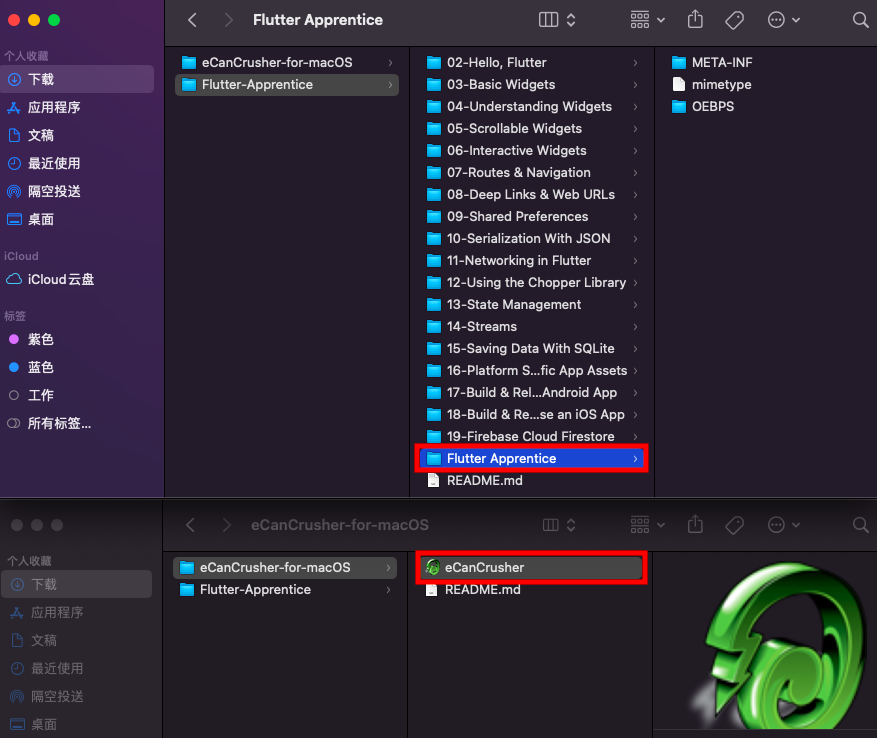 Flutter Apprentice
个人收藏
下载
应用程序
文稿
最近使用
隔空投送
桌面
iCloud
iCloud云盘
标签
紫色
蓝色
工作
所有标签...
eCanCrusher-for-macOS
Flutter-Apprentice
02-Hello, Flutter
03-Basic Widgets
04-Understanding Widgets
05-Scrollable Widgets
06-Interactive Widgets
07-Routes & Navigation
08-Deep Links & Web URLs
09-Shared Preferences
10-Serialization With JSON
11-Networking in Flutter
12-Using the Chopper Library
13-State Management
14-Streams
15-Saving Data With SQLite
16-Platform S...fic App Assets
17-Build & Rel...Android App
18-Build & Re...se an iOS App
19-Firebase Cloud Firestore
Flutter Apprentice
README.md
META-INF
mimetype
OEBPS
eCanCrusher-for-macOS
个人收藏
下载
应用程序
文稿
最近使用
隔空投送
桌面
eCanCrusher-for-macOS
Flutter-Apprentice
eCanCrusher
README.md